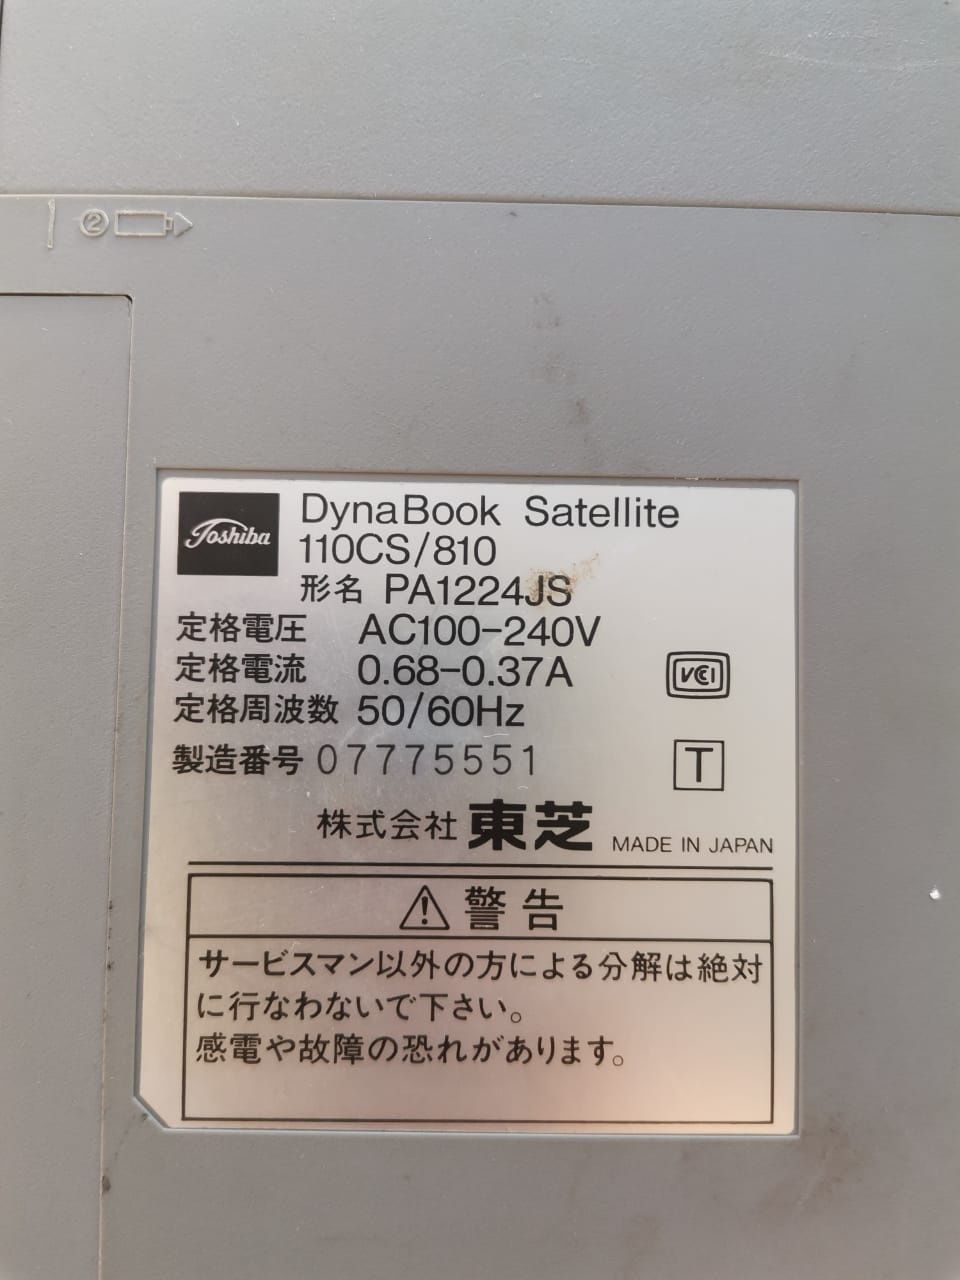 ②
Toshiba
DynaBook Satellite
110CS/810
形名 PA1224JS
定格電圧 AC100-240V
定格電流 0.68-0.37A
定格周波数 50/60Hz
VCCI
製造番号 07775551
T
株式会社 東芝 MADE IN JAPAN
⚠ 警告
サービスマン以外の方による分解は絶対
に行なわないで下さい。
感電や故障の恐れがあります。